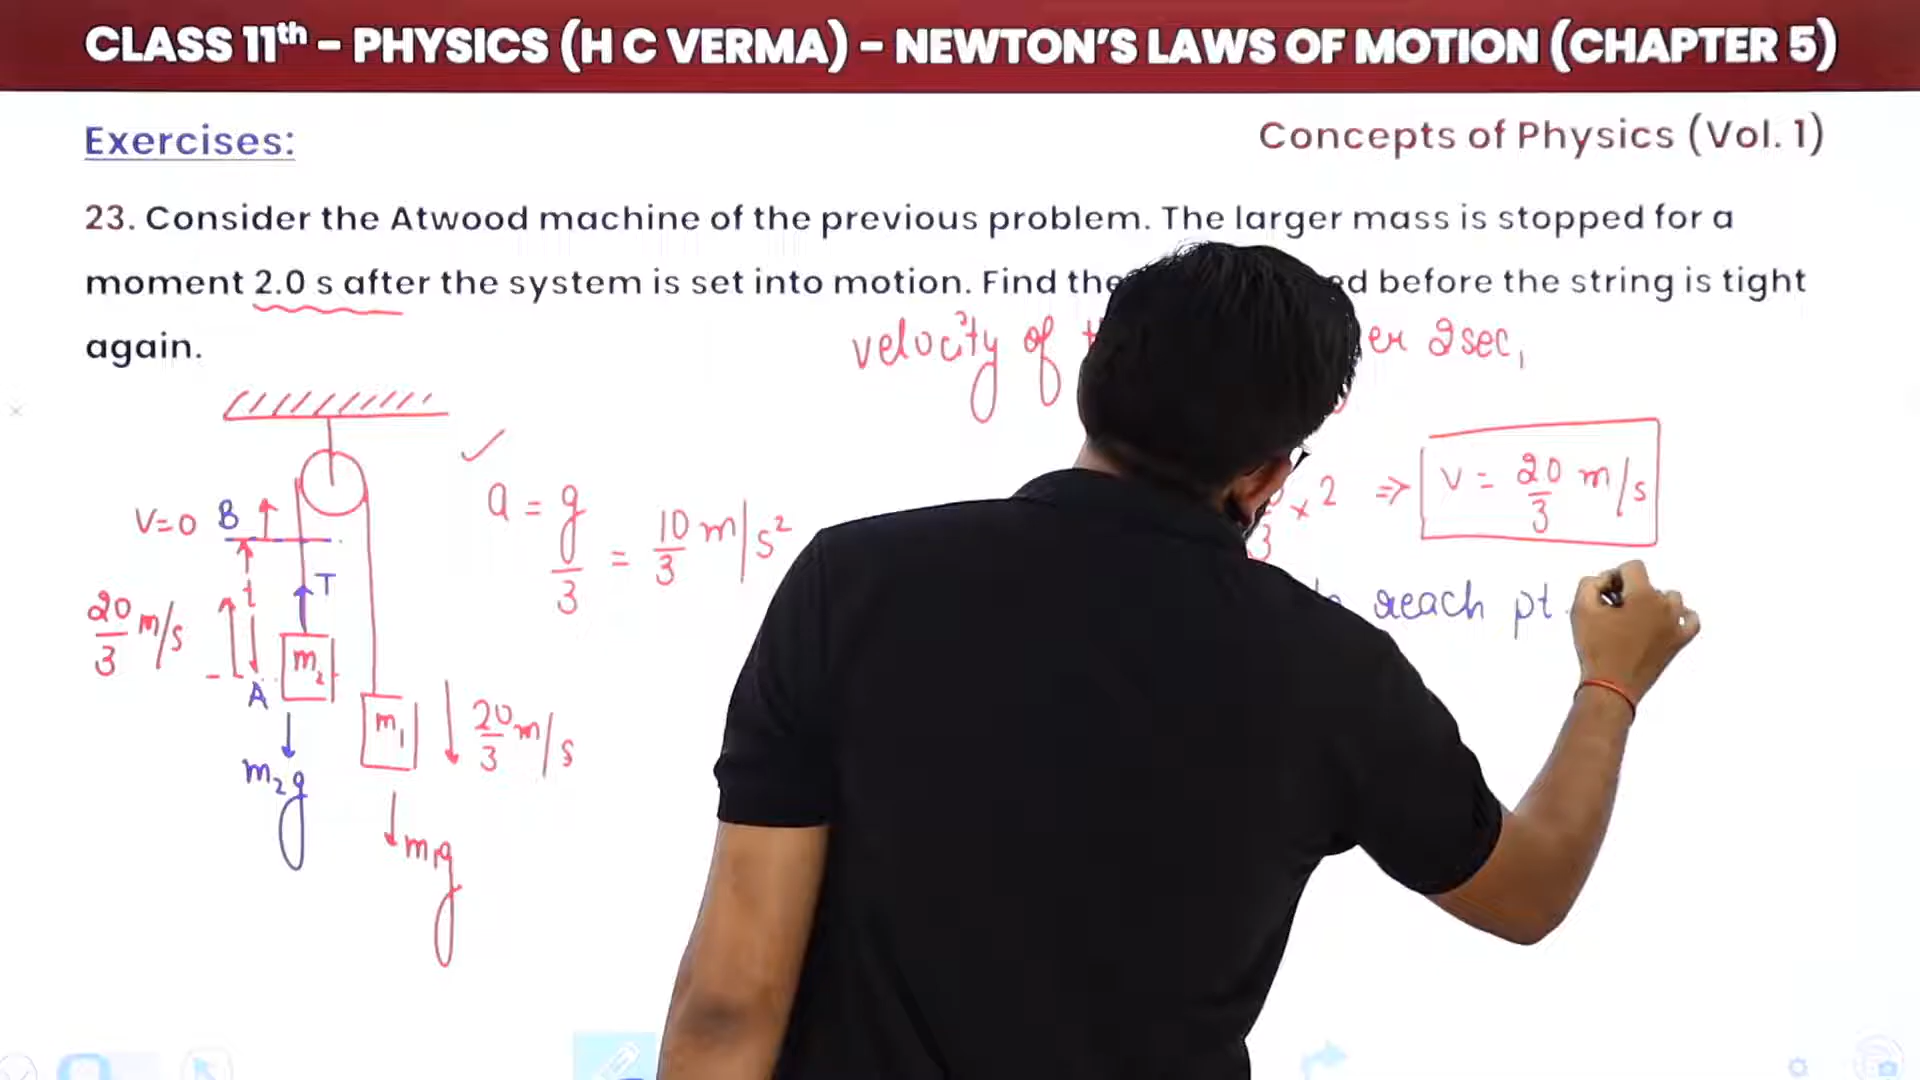 CLASS 11th – PHYSICS (H C VERMA) – NEWTON'S LAWS OF MOTION (CHAPTER 5)
Exercises:
Concepts of Physics (Vol. 1)
23. Consider the Atwood machine of the previous problem. The larger mass is stopped for a
moment 2.0 s after the system is set into motion. Find the ed before the string is tight
again.
velocity of er 2sec,
V=0 B
T
t
20/3 m/s
m2
A
m2g
m1
20/3 m/s
m1g
a = g/3 = 10/3 m/s²
3 × 2 ⇒ v = 20/3 m/s
reach pt